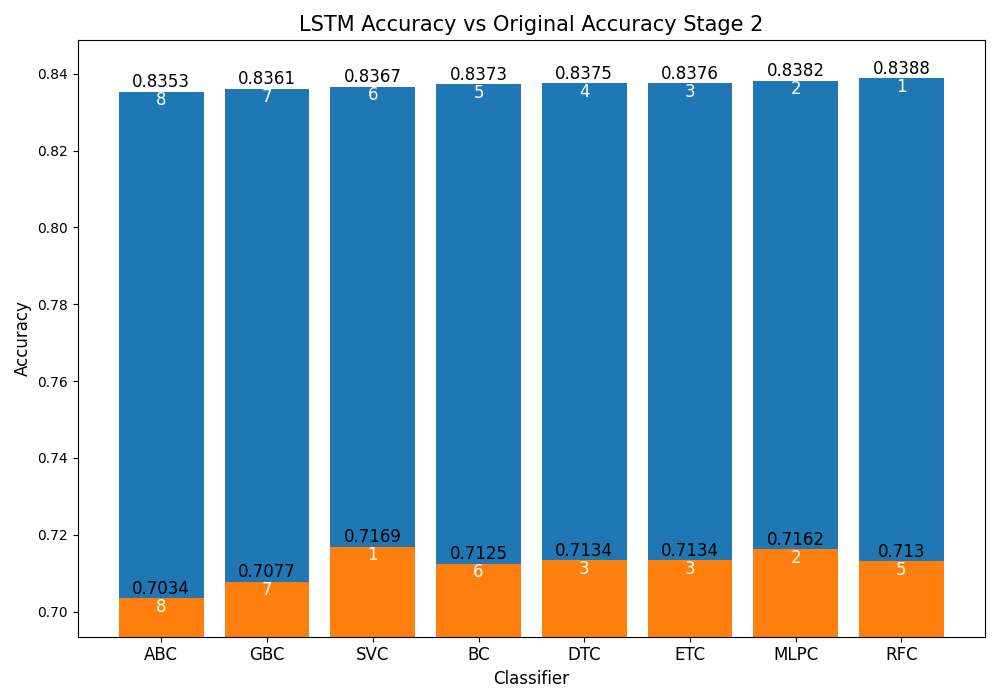 LSTM Accuracy vs Original Accuracy Stage 2
0.8353 0.8361 0.8367 0.8373 0.8375 0.8376 0.8382 0.8388
8 7 6 5 4 3 2 1
0.84
0.82
0.80
0.78
0.76
0.74
0.72
0.70
Accuracy
0.7034 0.7077 0.7169 0.7125 0.7134 0.7134 0.7162 0.713
8 7 1 6 3 3 2 5
ABC GBC SVC BC DTC ETC MLPC RFC
Classifier